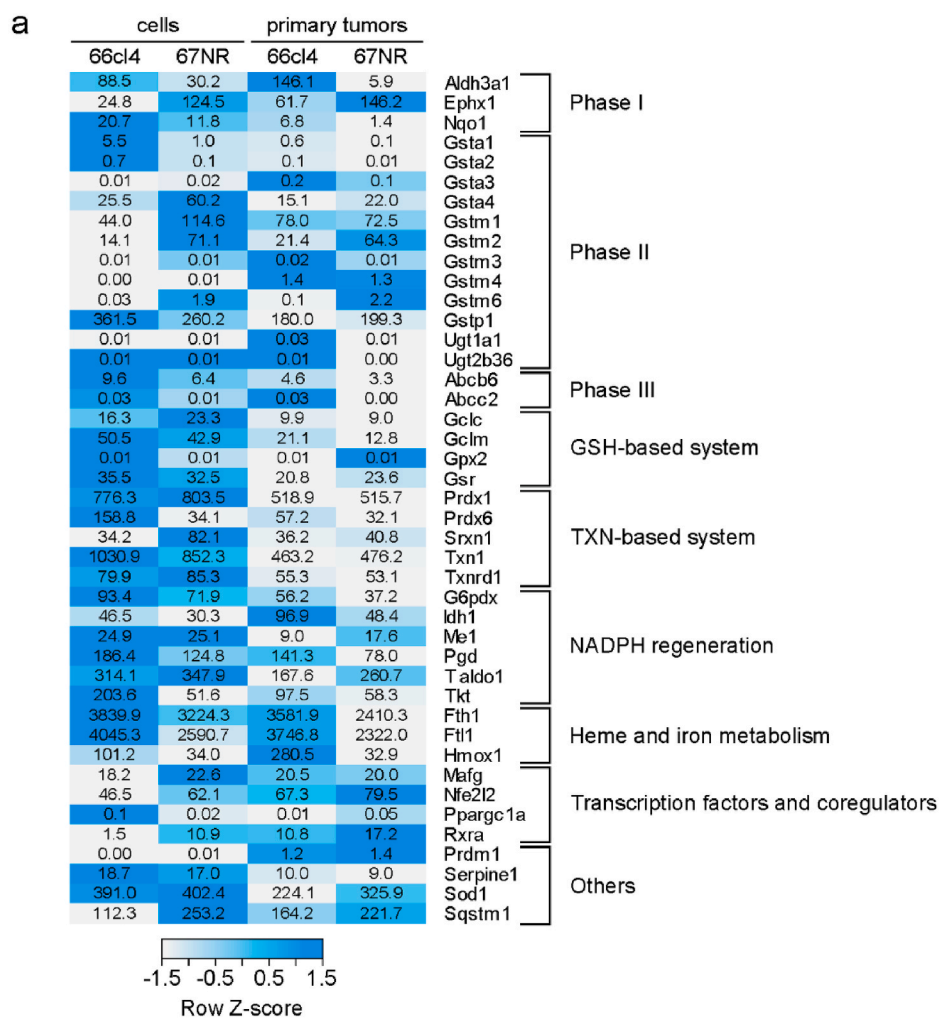 a
cells primary tumors
66cl4 67NR 66cl4 67NR
88.5 30.2 146.1 5.9 Aldh3a1
24.8 124.5 61.7 146.2 Ephx1 Phase I
20.7 11.8 6.8 1.4 Nqo1
5.5 1.0 0.6 0.1 Gsta1
0.7 0.1 0.1 0.01 Gsta2
0.01 0.02 0.2 0.1 Gsta3
25.5 60.2 15.1 22.0 Gsta4
44.0 114.6 78.0 72.5 Gstm1
14.1 71.1 21.4 64.3 Gstm2
0.01 0.01 0.02 0.01 Gstm3 Phase II
0.00 0.01 1.4 1.3 Gstm4
0.03 1.9 0.1 2.2 Gstm6
361.5 260.2 180.0 199.3 Gstp1
0.01 0.01 0.03 0.01 Ugt1a1
0.01 0.01 0.01 0.00 Ugt2b36
9.6 6.4 4.6 3.3 Abcb6 Phase III
0.03 0.01 0.03 0.00 Abcc2
16.3 23.3 9.9 9.0 Gclc
50.5 42.9 21.1 12.8 Gclm GSH-based system
0.01 0.01 0.01 0.01 Gpx2
35.5 32.5 20.8 23.6 Gsr
776.3 803.5 518.9 515.7 Prdx1
158.8 34.1 57.2 32.1 Prdx6
34.2 82.1 36.2 40.8 Srxn1 TXN-based system
1030.9 852.3 463.2 476.2 Txn1
79.9 85.3 55.3 53.1 Txnrd1
93.4 71.9 56.2 37.2 G6pdx
46.5 30.3 96.9 48.4 Idh1
24.9 25.1 9.0 17.6 Me1 NADPH regeneration
186.4 124.8 141.3 78.0 Pgd
314.1 347.9 167.6 260.7 Taldo1
203.6 51.6 97.5 58.3 Tkt
3839.9 3224.3 3581.9 2410.3 Fth1
4045.3 2590.7 3746.8 2322.0 Ftl1 Heme and iron metabolism
101.2 34.0 280.5 32.9 Hmox1
18.2 22.6 20.5 20.0 Mafg
46.5 62.1 67.3 79.5 Nfe2l2 Transcription factors and coregulators
0.1 0.02 0.01 0.05 Ppargc1a
1.5 10.9 10.8 17.2 Rxra
0.00 0.01 1.2 1.4 Prdm1
18.7 17.0 10.0 9.0 Serpine1 Others
391.0 402.4 224.1 325.9 Sod1
112.3 253.2 164.2 221.7 Sqstm1
-1.5 -0.5 0.5 1.5
Row Z-score